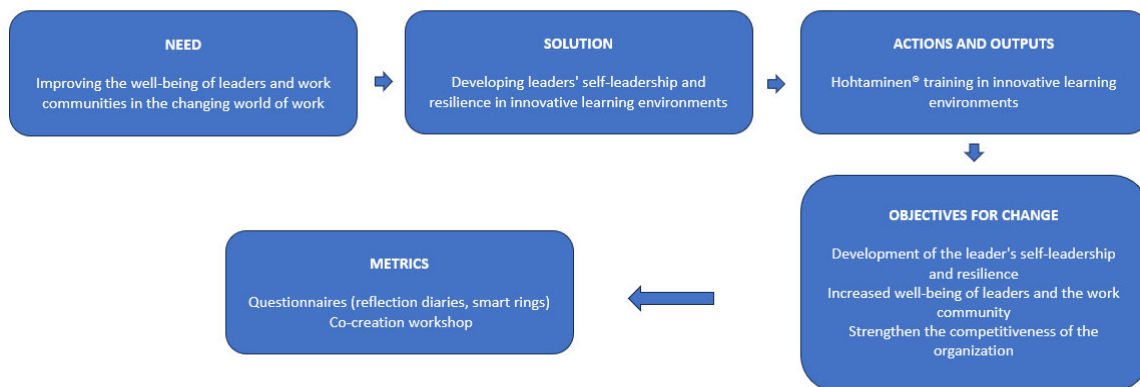 NEED
Improving the well-being of leaders and work
communities in the changing world of work
SOLUTION
Developing leaders' self-leadership and
resilience in innovative learning environments
ACTIONS AND OUTPUTS
Hohtaminen® training in innovative learning
environments
OBJECTIVES FOR CHANGE
Development of the leader's self-leadership
and resilience
Increased well-being of leaders and the work
community
Strengthen the competitiveness of the
organization
METRICS
Questionnaires (reflection diaries, smart rings)
Co-creation workshop